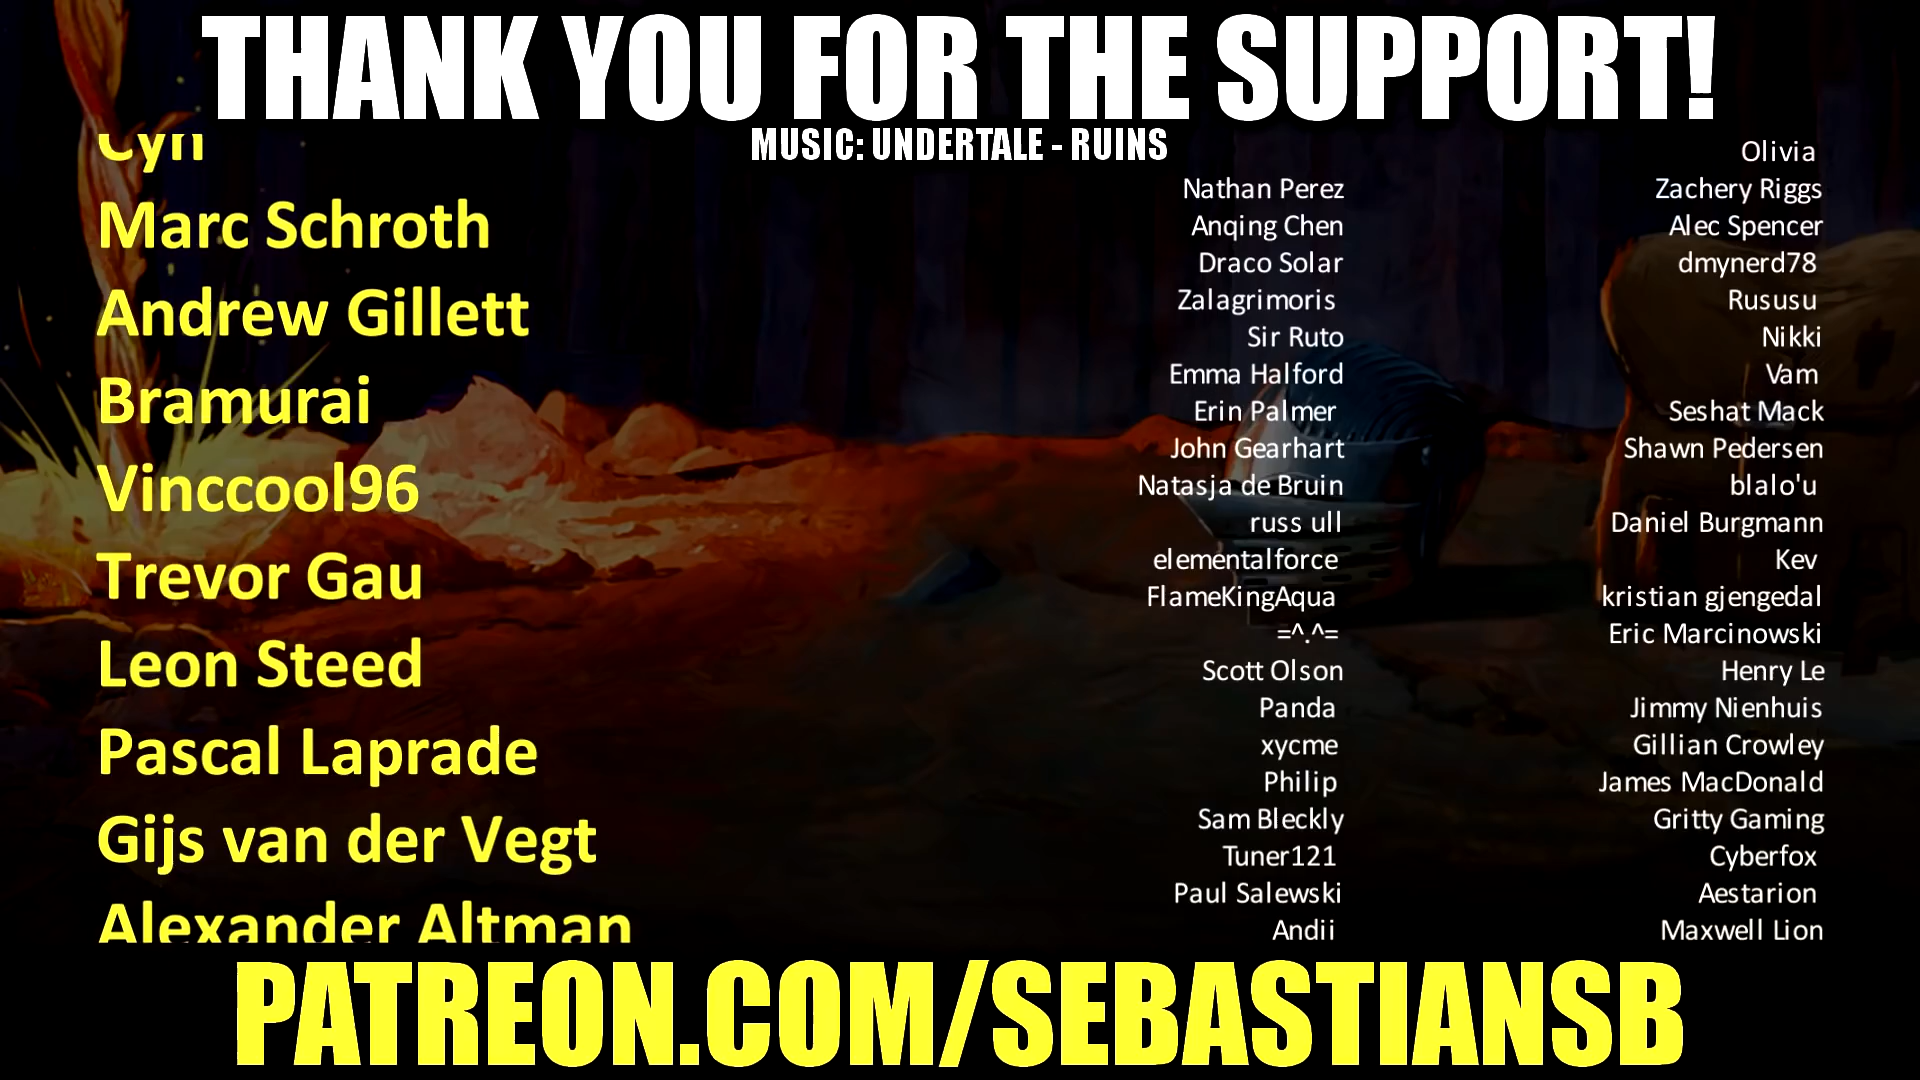 THANK YOU FOR THE SUPPORT!
MUSIC: UNDERTALE - RUINS
Cyn
Marc Schroth
Andrew Gillett
Bramurai
Vinccool96
Trevor Gau
Leon Steed
Pascal Laprade
Gijs van der Vegt
Alexander Altman
Nathan Perez
Anqing Chen
Draco Solar
Zalagrimoris
Sir Ruto
Emma Halford
Erin Palmer
John Gearhart
Natasja de Bruin
russ ull
elementalforce
FlameKingAqua
=^.^=
Scott Olson
Panda
xycme
Philip
Sam Bleckly
Tuner121
Paul Salewski
Andii
Olivia
Zachery Riggs
Alec Spencer
dmynerd78
Rususu
Nikki
Vam
Seshat Mack
Shawn Pedersen
blalo'u
Daniel Burgmann
Kev
kristian gjengedal
Eric Marcinowski
Henry Le
Jimmy Nienhuis
Gillian Crowley
James MacDonald
Gritty Gaming
Cyberfox
Aestarion
Maxwell Lion
PATREON.COM/SEBASTIANSB